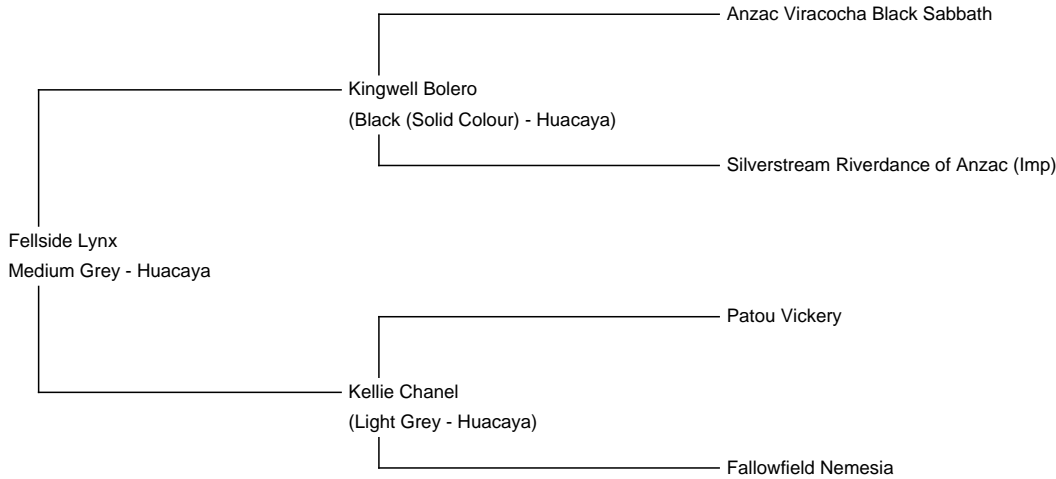 Anzac Viracocha Black Sabbath
Kingwell Bolero
(Black (Solid Colour) - Huacaya)
Silverstream Riverdance of Anzac (Imp)
Fellside Lynx
Medium Grey - Huacaya
Patou Vickery
Kellie Chanel
(Light Grey - Huacaya)
Fallowfield Nemesia